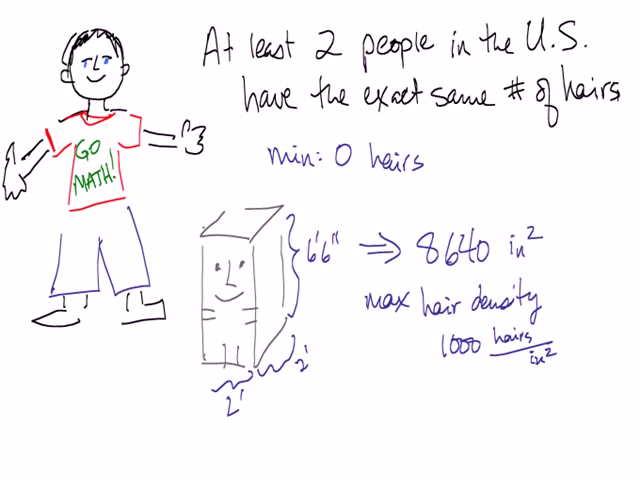 At least 2 people in the U.S.
have the exact same # of hairs
GO
MATH!
min: 0 hairs
6'6" ⇒ 8640 in²
max hair density
1000 hairs/in²
2'
2'